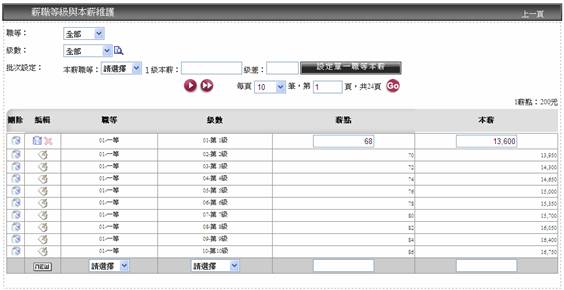 薪職等級與本薪維護 上一頁
職等： 全部
級數： 全部
批次設定： 本薪職等： 請選擇 1級本薪： 級差： 設定單一職等本薪
每頁 10 筆，第 1 頁，共24頁 Go
1薪點：200元
刪除 編輯 職等 級數 薪點 本薪
01-一等 01-第 1級 68 13,600
01-一等 02-第 2級 70 13,950
01-一等 03-第 3級 72 14,300
01-一等 04-第 4級 74 14,650
01-一等 05-第 5級 76 15,000
01-一等 06-第 6級 78 15,350
01-一等 07-第 7級 80 15,700
01-一等 08-第 8級 82 16,050
01-一等 09-第 9級 84 16,400
01-一等 10-第10級 86 16,750
NEW 請選擇 請選擇